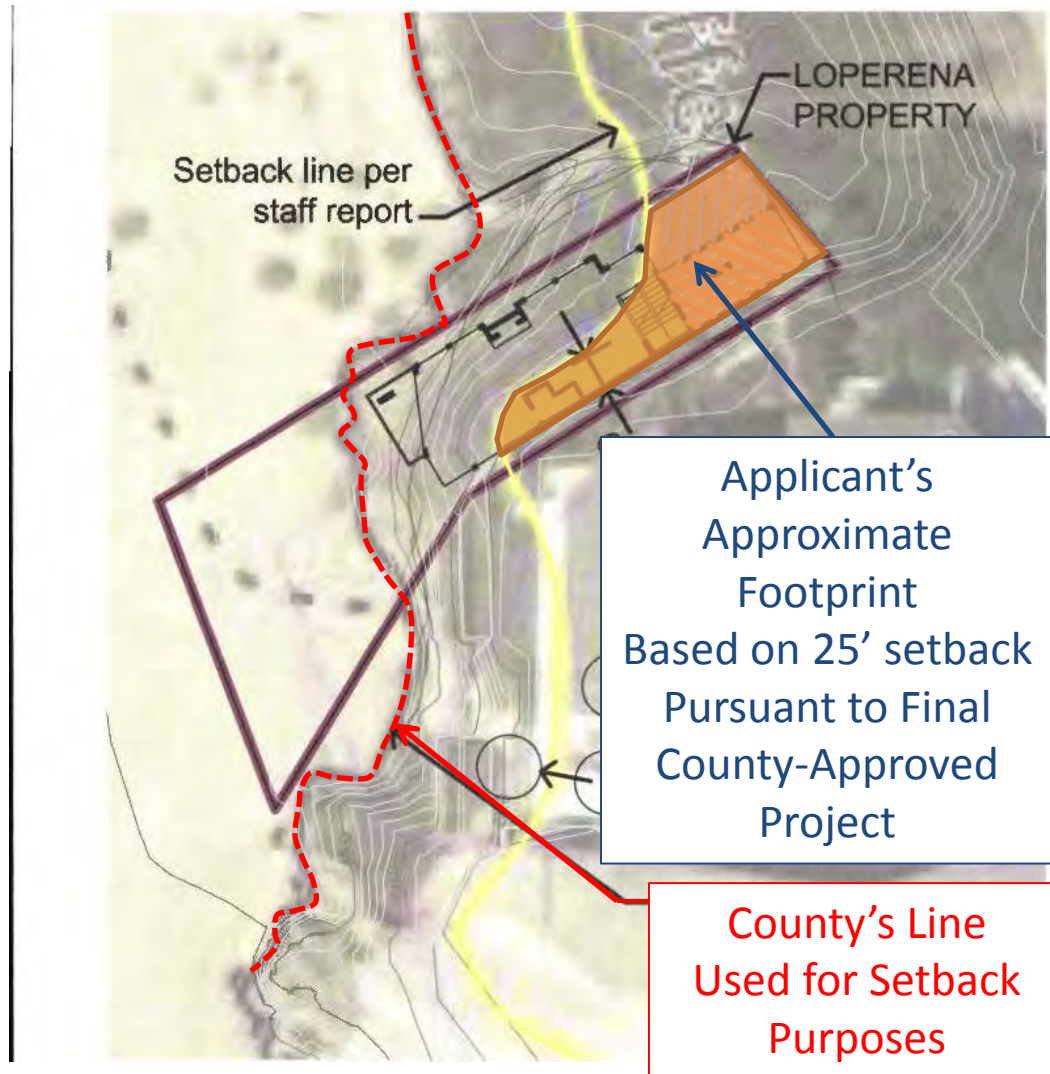 LOPERENA
PROPERTY
Setback line per
staff report
Applicant’s
Approximate
Footprint
Based on 25’ setback
Pursuant to Final
County-Approved
Project
County’s Line
Used for Setback
Purposes